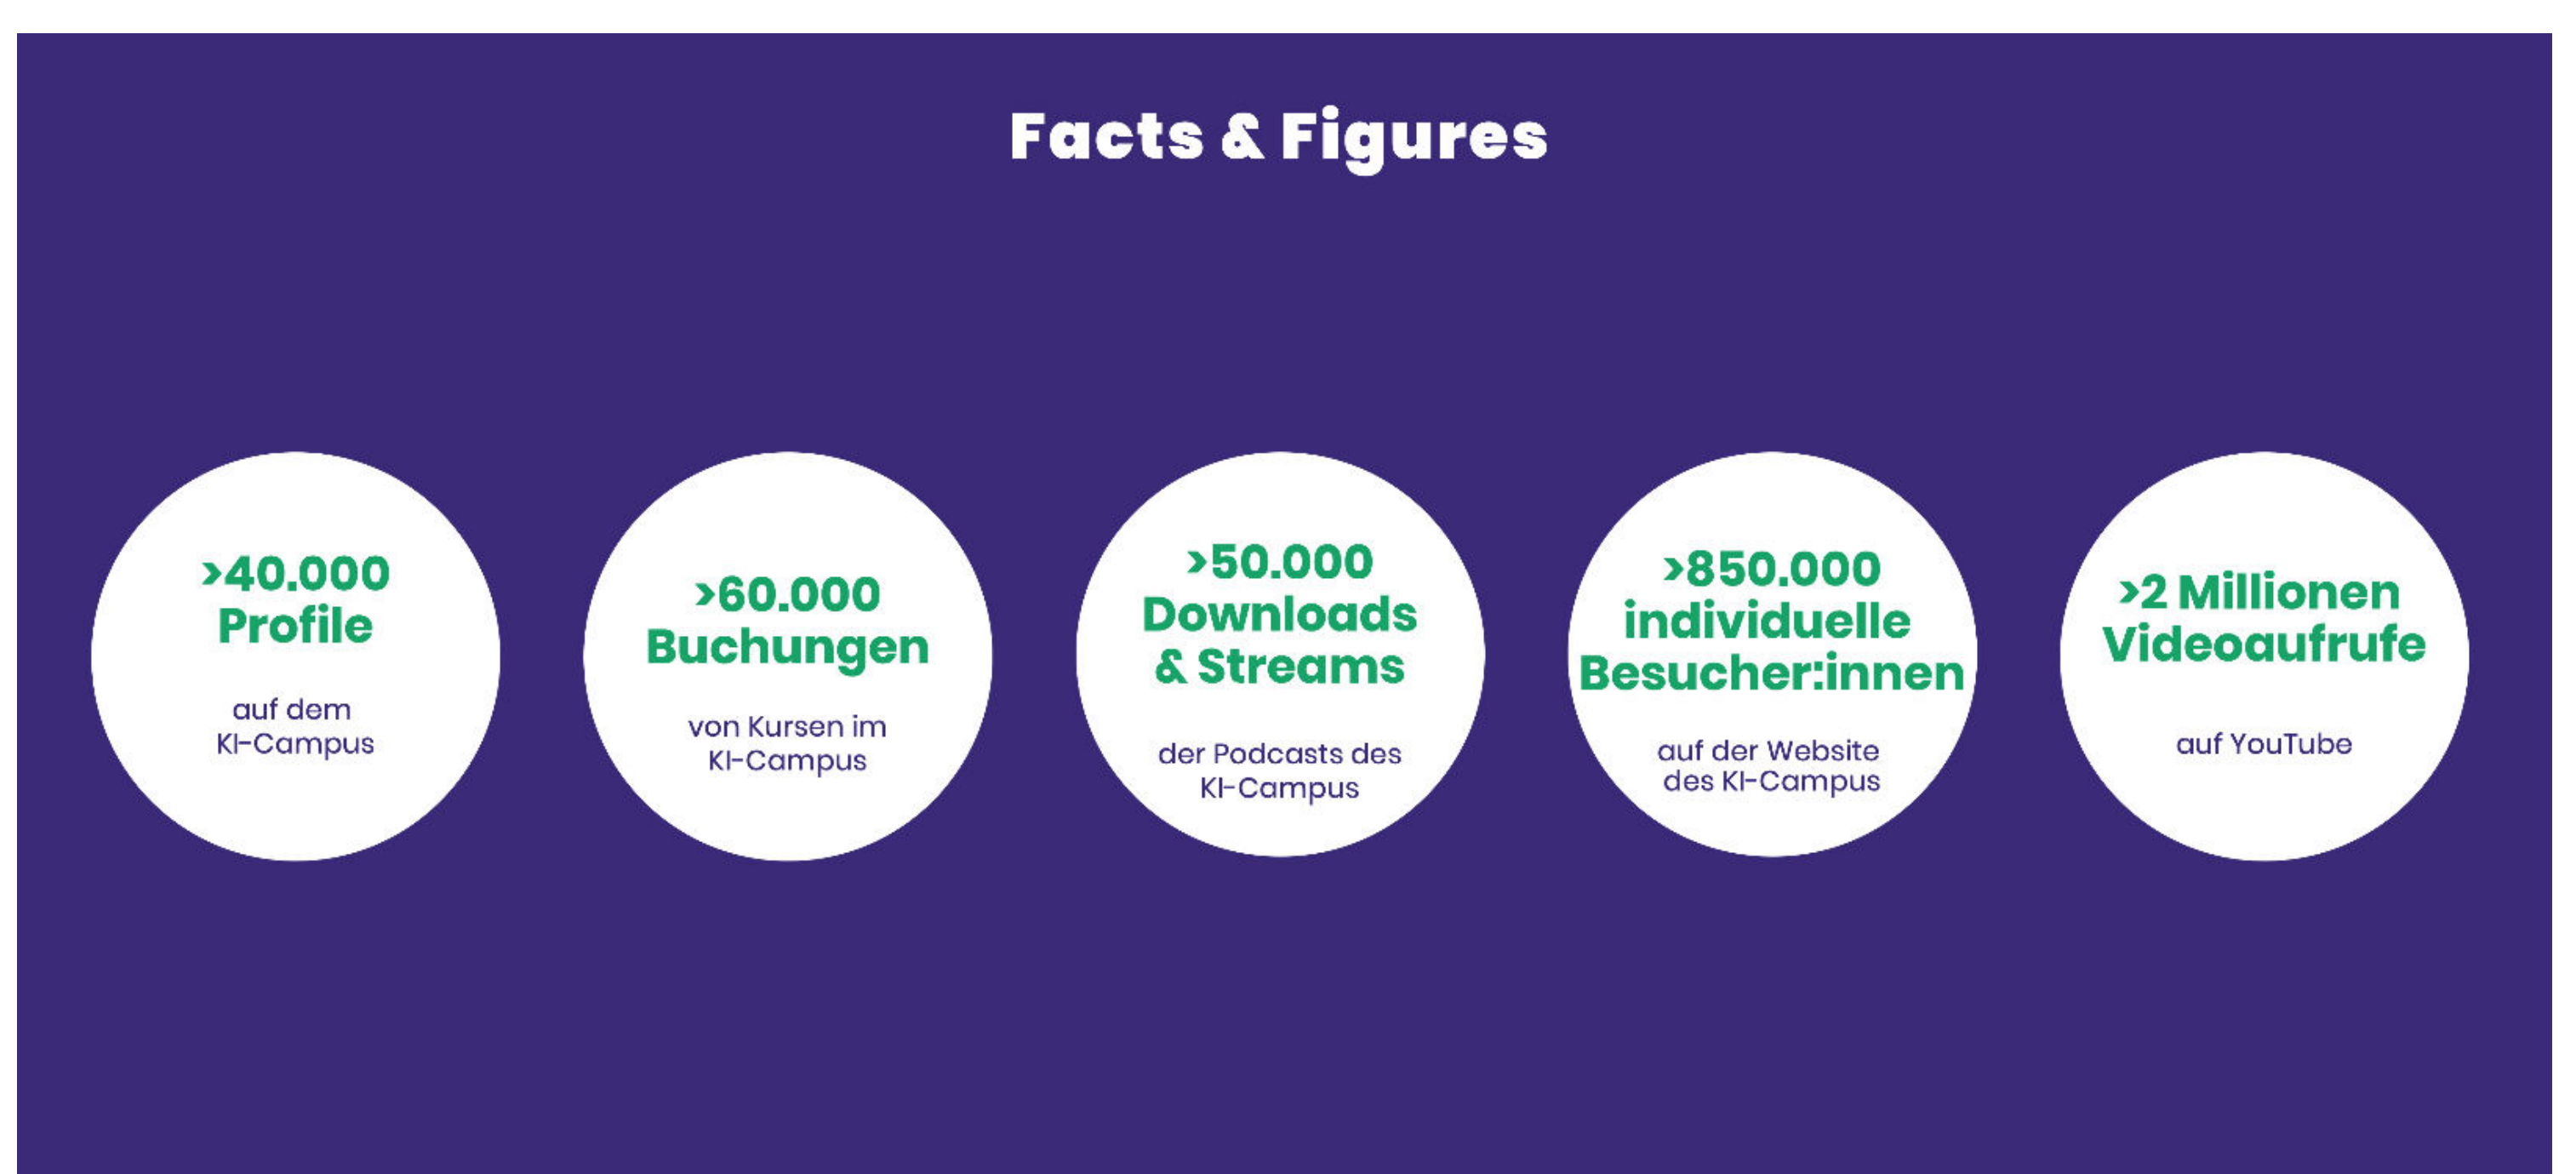 Facts & Figures
>40.000
Profile
auf dem
KI-Campus
>60.000
Buchungen
von Kursen im
KI-Campus
>50.000
Downloads
& Streams
der Podcasts des
KI-Campus
>850.000
individuelle
Besucher:innen
auf der Website
des KI-Campus
>2 Millionen
Videoaufrufe
auf YouTube